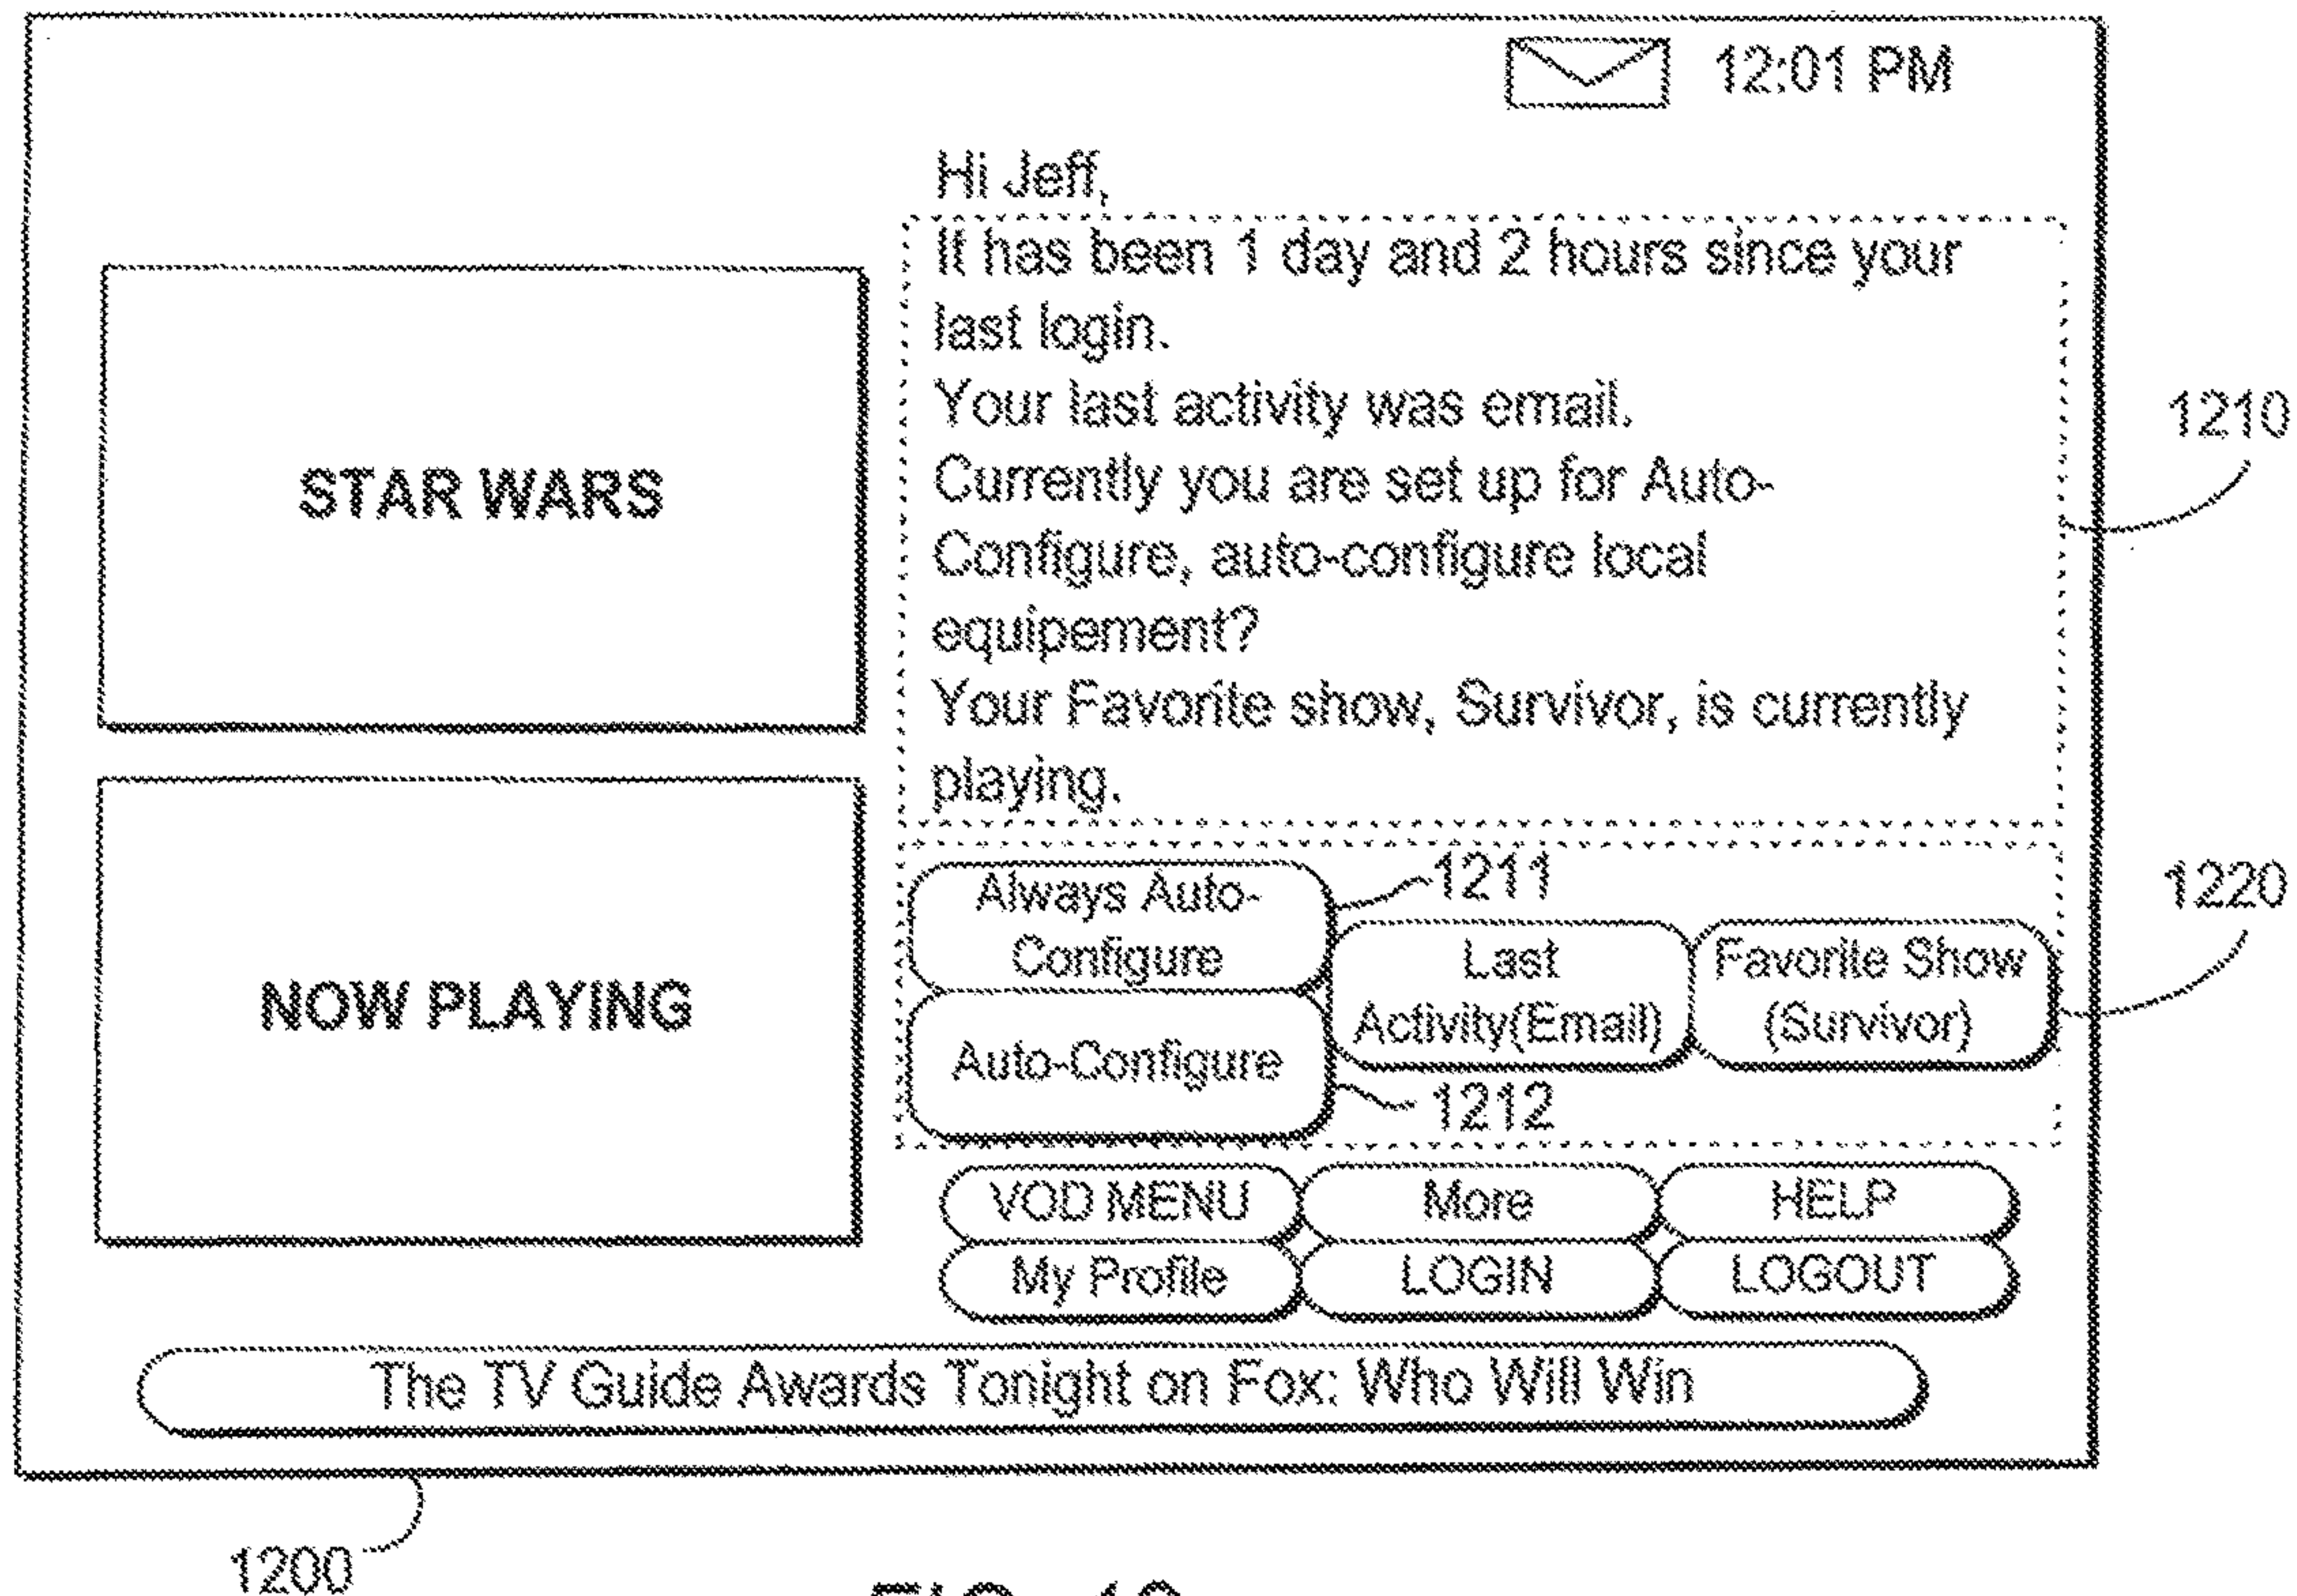 12:01 PM
Hi Jeff,
It has been 1 day and 2 hours since your
last login.
Your last activity was email.
Currently you are set up for Auto-
Configure, auto-configure local
equipement?
Your Favorite show, Survivor, is currently
playing.
1210
STAR WARS
NOW PLAYING
Always Auto-
Configure
1211
Last
Activity(Email)
Favorite Show
(Survivor)
1220
Auto-Configure
1212
VOD MENU
More
HELP
My Profile
LOGIN
LOGOUT
The TV Guide Awards Tonight on Fox: Who Will Win
1200